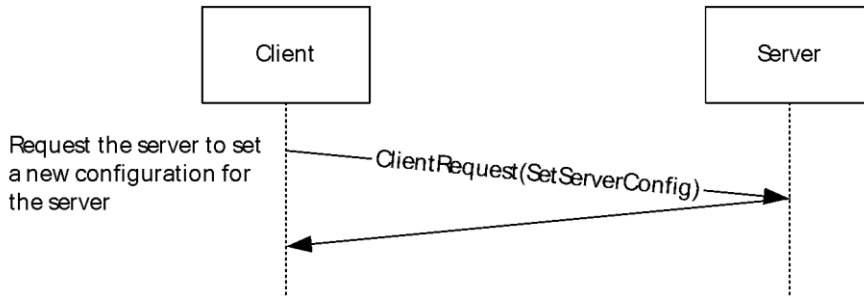 Client
Server
Request the server to set
a new configuration for
the server
ClientRequest(SetServerConfig)